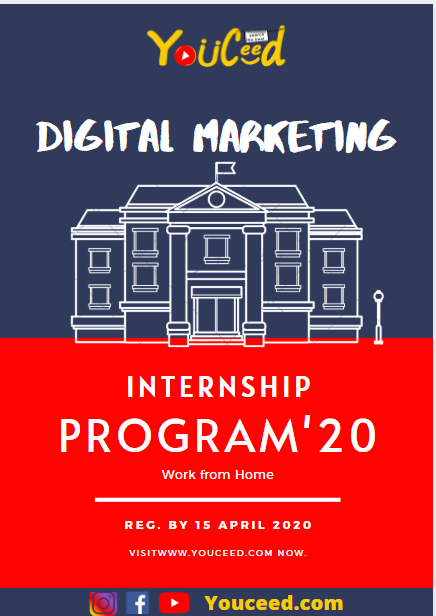 YoUCeed
DIGITAL MARKETING
INTERNSHIP
PROGRAM'20
Work from Home
REG. BY 15 APRIL 2020
VISITWWW.YOUCEED.COM NOW.
Youceed.com